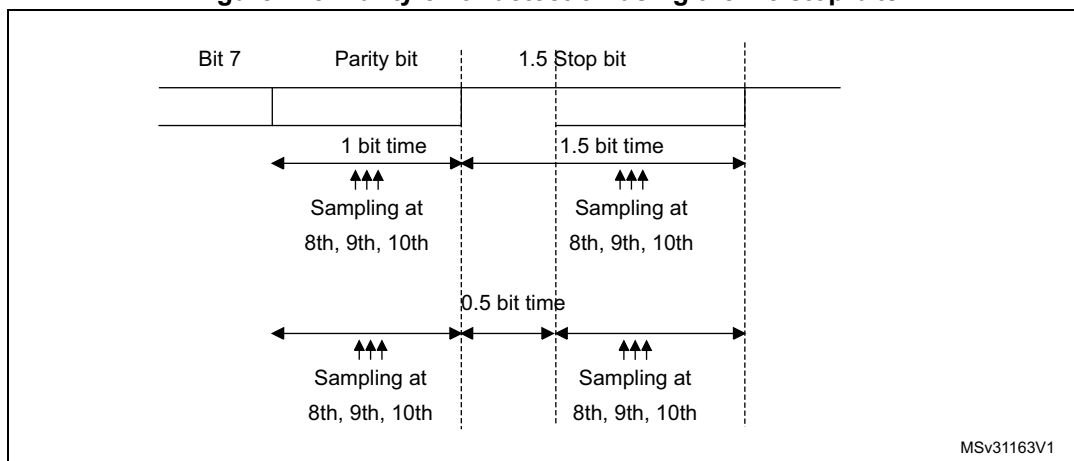 Bit 7 Parity bit 1.5 Stop bit
1 bit time 1.5 bit time
Sampling at Sampling at
8th, 9th, 10th 8th, 9th, 10th
0.5 bit time
Sampling at Sampling at
8th, 9th, 10th 8th, 9th, 10th
MSv31163V1